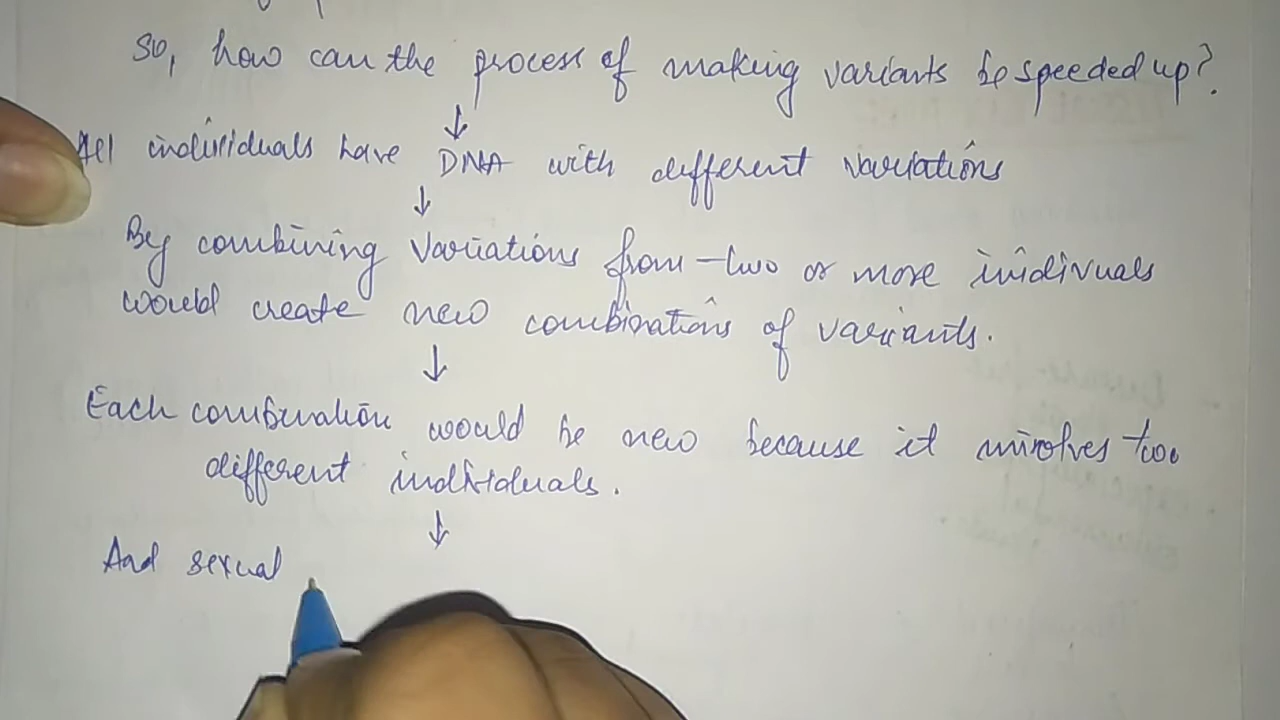 So, how can the process of making variants be speeded up?
↓
All individuals have DNA with different variations
↓
By combining variations from two or more inidivuals
would create new combinations of variants.
↓
Each combination would be new because it involves two
different individuals.
↓
And sexual